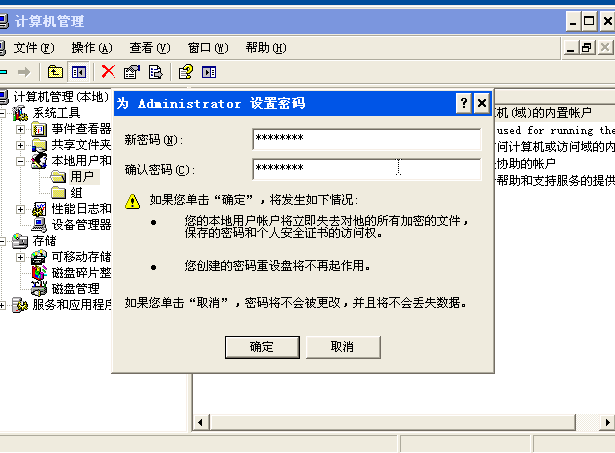 计算机管理
文件(F) 操作(A) 查看(V) 窗口(W) 帮助(H)
计算机管理(本地)
系统工具
事件查看器
共享文件夹
本地用户和
用户
组
性能日志和
设备管理器
存储
可移动存储
磁盘碎片整
磁盘管理
服务和应用程序
为 Administrator 设置密码
新密码(N):
********
确认密码(C):
********
如果您单击“确定”，将发生如下情况:
• 您的本地用户帐户将立即失去对他的所有加密的文件，
保存的密码和个人安全证书的访问权。
• 您创建的密码重设盘将不再起作用。
如果您单击“取消”，密码将不会被更改，并且将不会丢失数据。
确定 取消
机(域)的内置帐户
used for running the
问计算机或访问域的内
协助的帐户
帮助和支持服务的提供